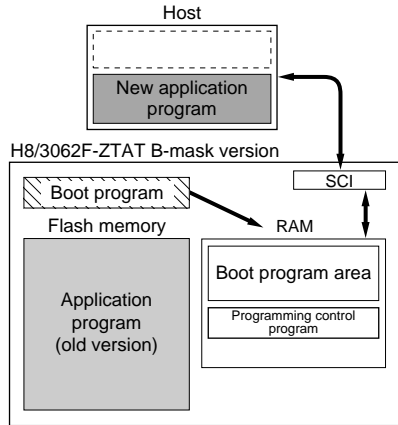 Host
New application
program
H8/3062F-ZTAT B-mask version
SCI
Boot program
Flash memory
RAM
Boot program area
Application
program
(old version)
Programming control
program